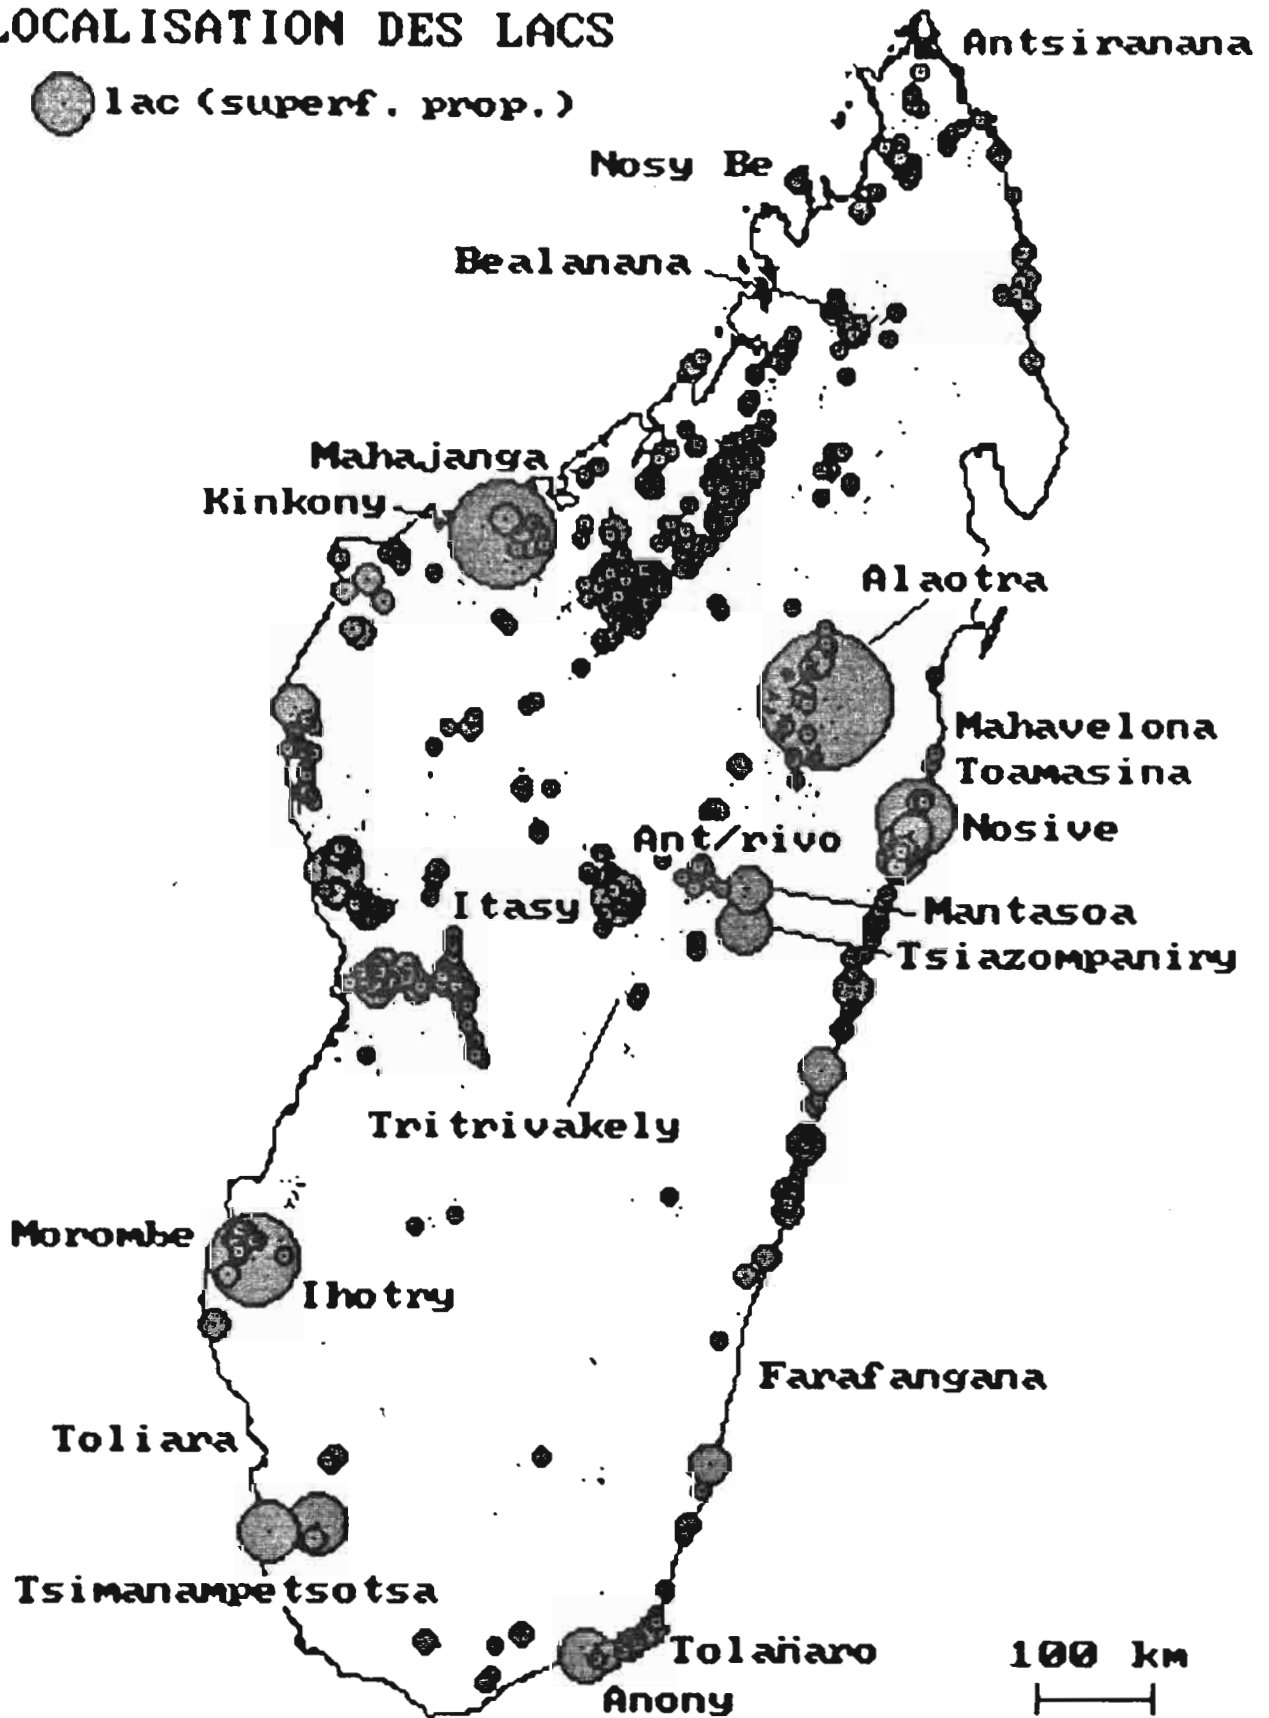 LOCALISATION DES LACS
lac (superf. prop.)
Antsiranana
Nosy Be
Bealanana
Mahajanga
Kinkony
Alaotra
Mahavelona
Toamasina
Nosive
Ant/rivo
Itasy
Mantasoa
Tsiazompaniry
Tritrivakely
Morombe
Ihotry
Farafangana
Toliara
Tsimanampetsotsa
Tolañaro
Anony
100 km